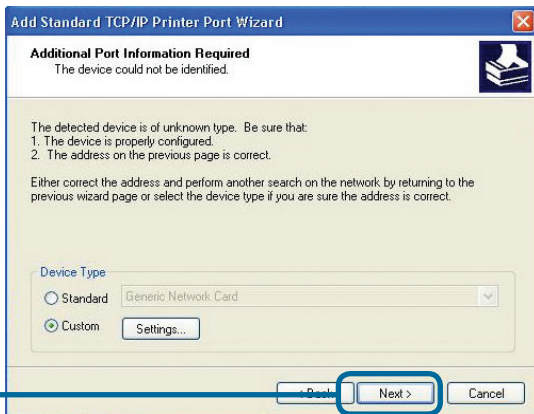 Add Standard TCP/IP Printer Port Wizard
Additional Port Information Required
The device could not be identified.
The detected device is of unknown type. Be sure that:
1. The device is properly configured.
2. The address on the previous page is correct.
Either correct the address and perform another search on the network by returning to the
previous wizard page or select the device type if you are sure the address is correct.
Device Type
Standard
Generic Network Card
Custom
Settings...
< Back
Next >
Cancel